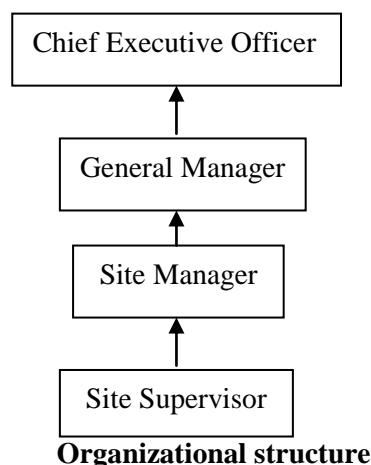 Chief Executive Officer
General Manager
Site Manager
Site Supervisor
Organizational structure